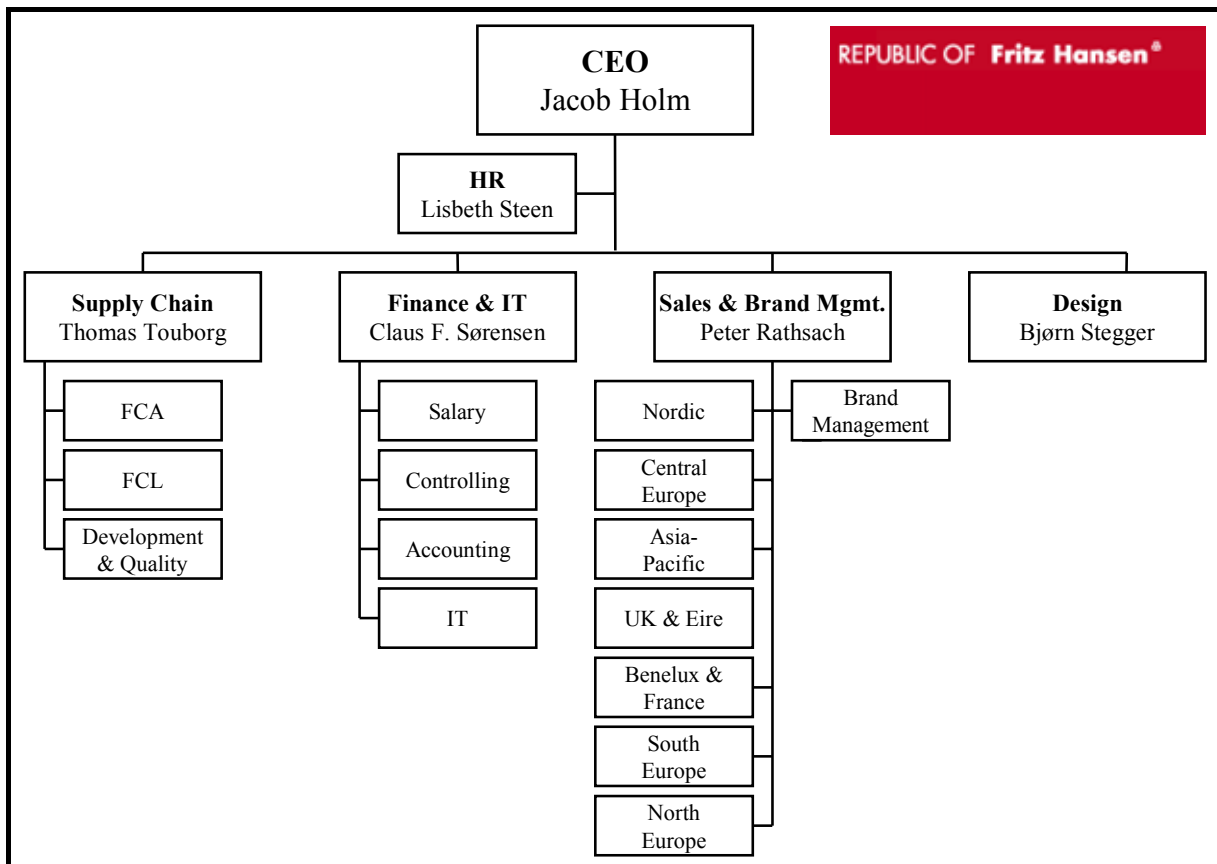 CEO
Jacob Holm
REPUBLIC OF Fritz Hansen®
HR
Lisbeth Steen
Supply Chain
Thomas Touborg
Finance & IT
Claus F. Sørensen
Sales & Brand Mgmt.
Peter Rathsach
Design
Bjørn Stegger
FCA
FCL
Development
& Quality
Salary
Controlling
Accounting
IT
Nordic
Central
Europe
Asia-
Pacific
UK & Eire
Benelux &
France
South
Europe
North
Europe
Brand
Management